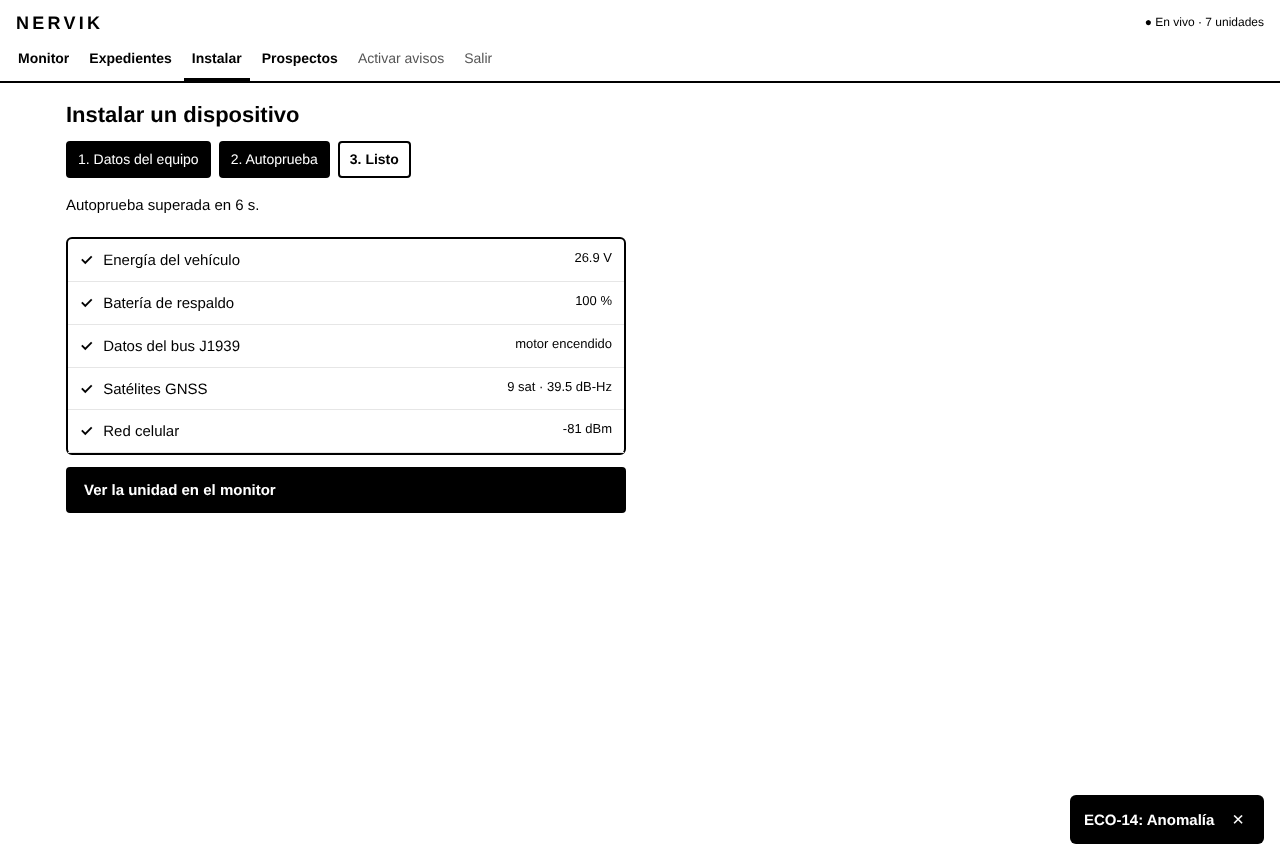 NERVIK
● En vivo · 7 unidades
Monitor Expedientes Instalar Prospectos Activar avisos Salir
Instalar un dispositivo
1. Datos del equipo 2. Autoprueba 3. Listo
Autoprueba superada en 6 s.
✓ Energía del vehículo 26.9 V
✓ Batería de respaldo 100 %
✓ Datos del bus J1939 motor encendido
✓ Satélites GNSS 9 sat · 39.5 dB-Hz
✓ Red celular -81 dBm
Ver la unidad en el monitor
ECO-14: Anomalía ✕